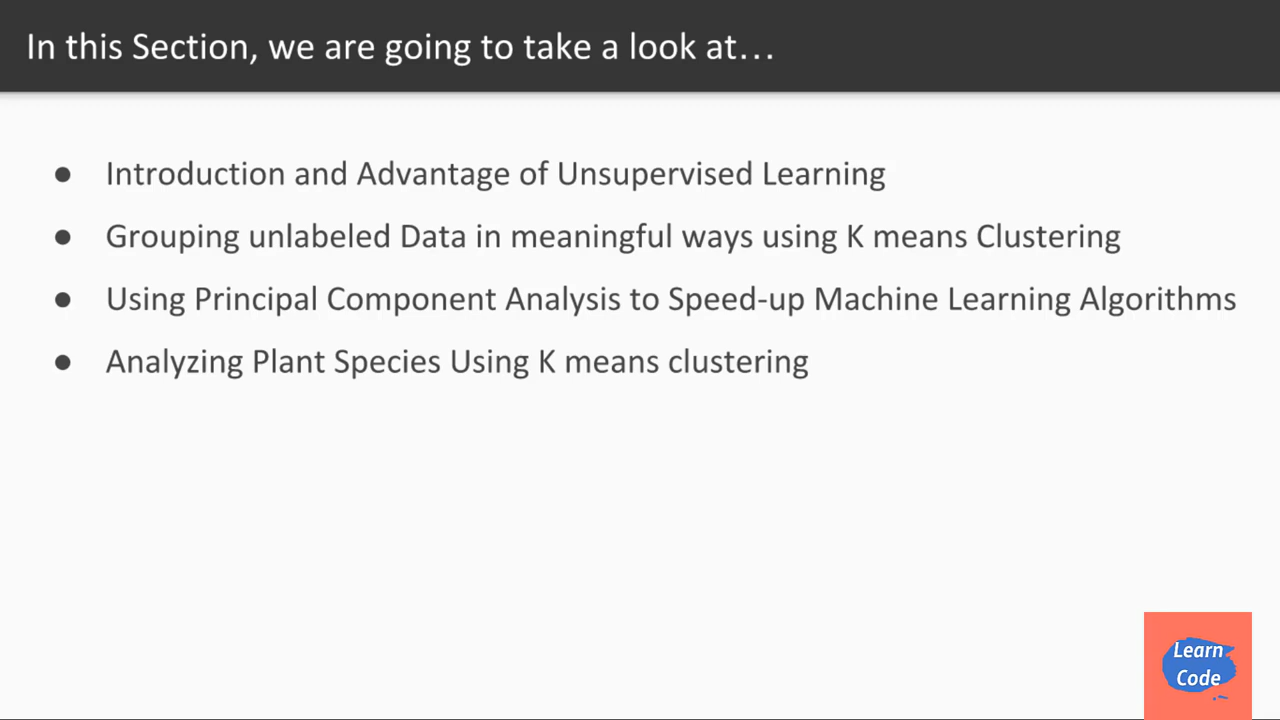 In this Section, we are going to take a look at...
● Introduction and Advantage of Unsupervised Learning
● Grouping unlabeled Data in meaningful ways using K means Clustering
● Using Principal Component Analysis to Speed-up Machine Learning Algorithms
● Analyzing Plant Species Using K means clustering
Learn
Code